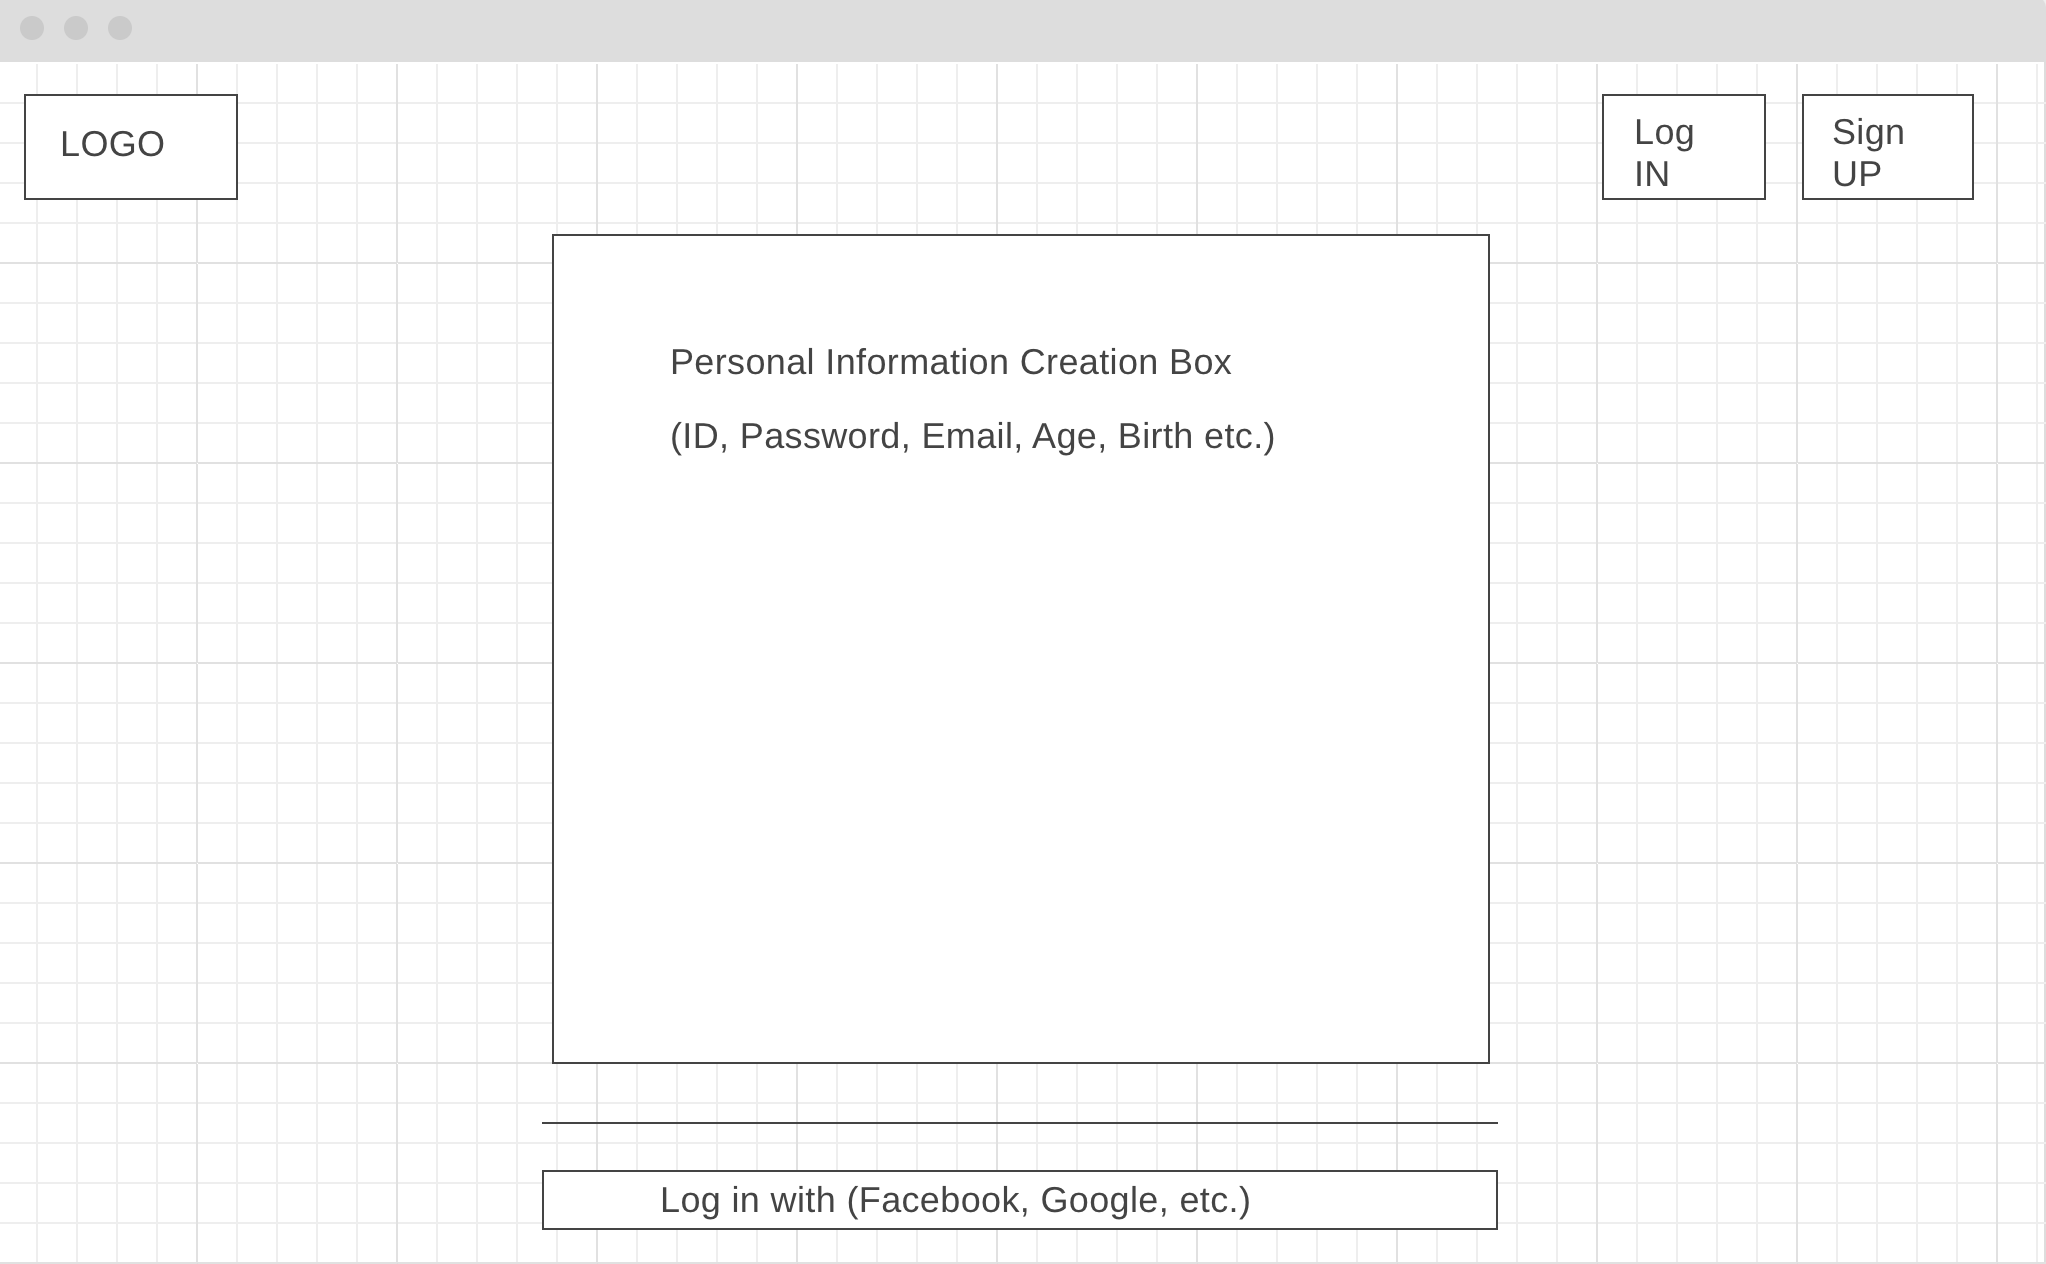 LOGO
Log
IN
Sign
UP
Personal Information Creation Box
(ID, Password, Email, Age, Birth etc.)
Log in with (Facebook, Google, etc.)